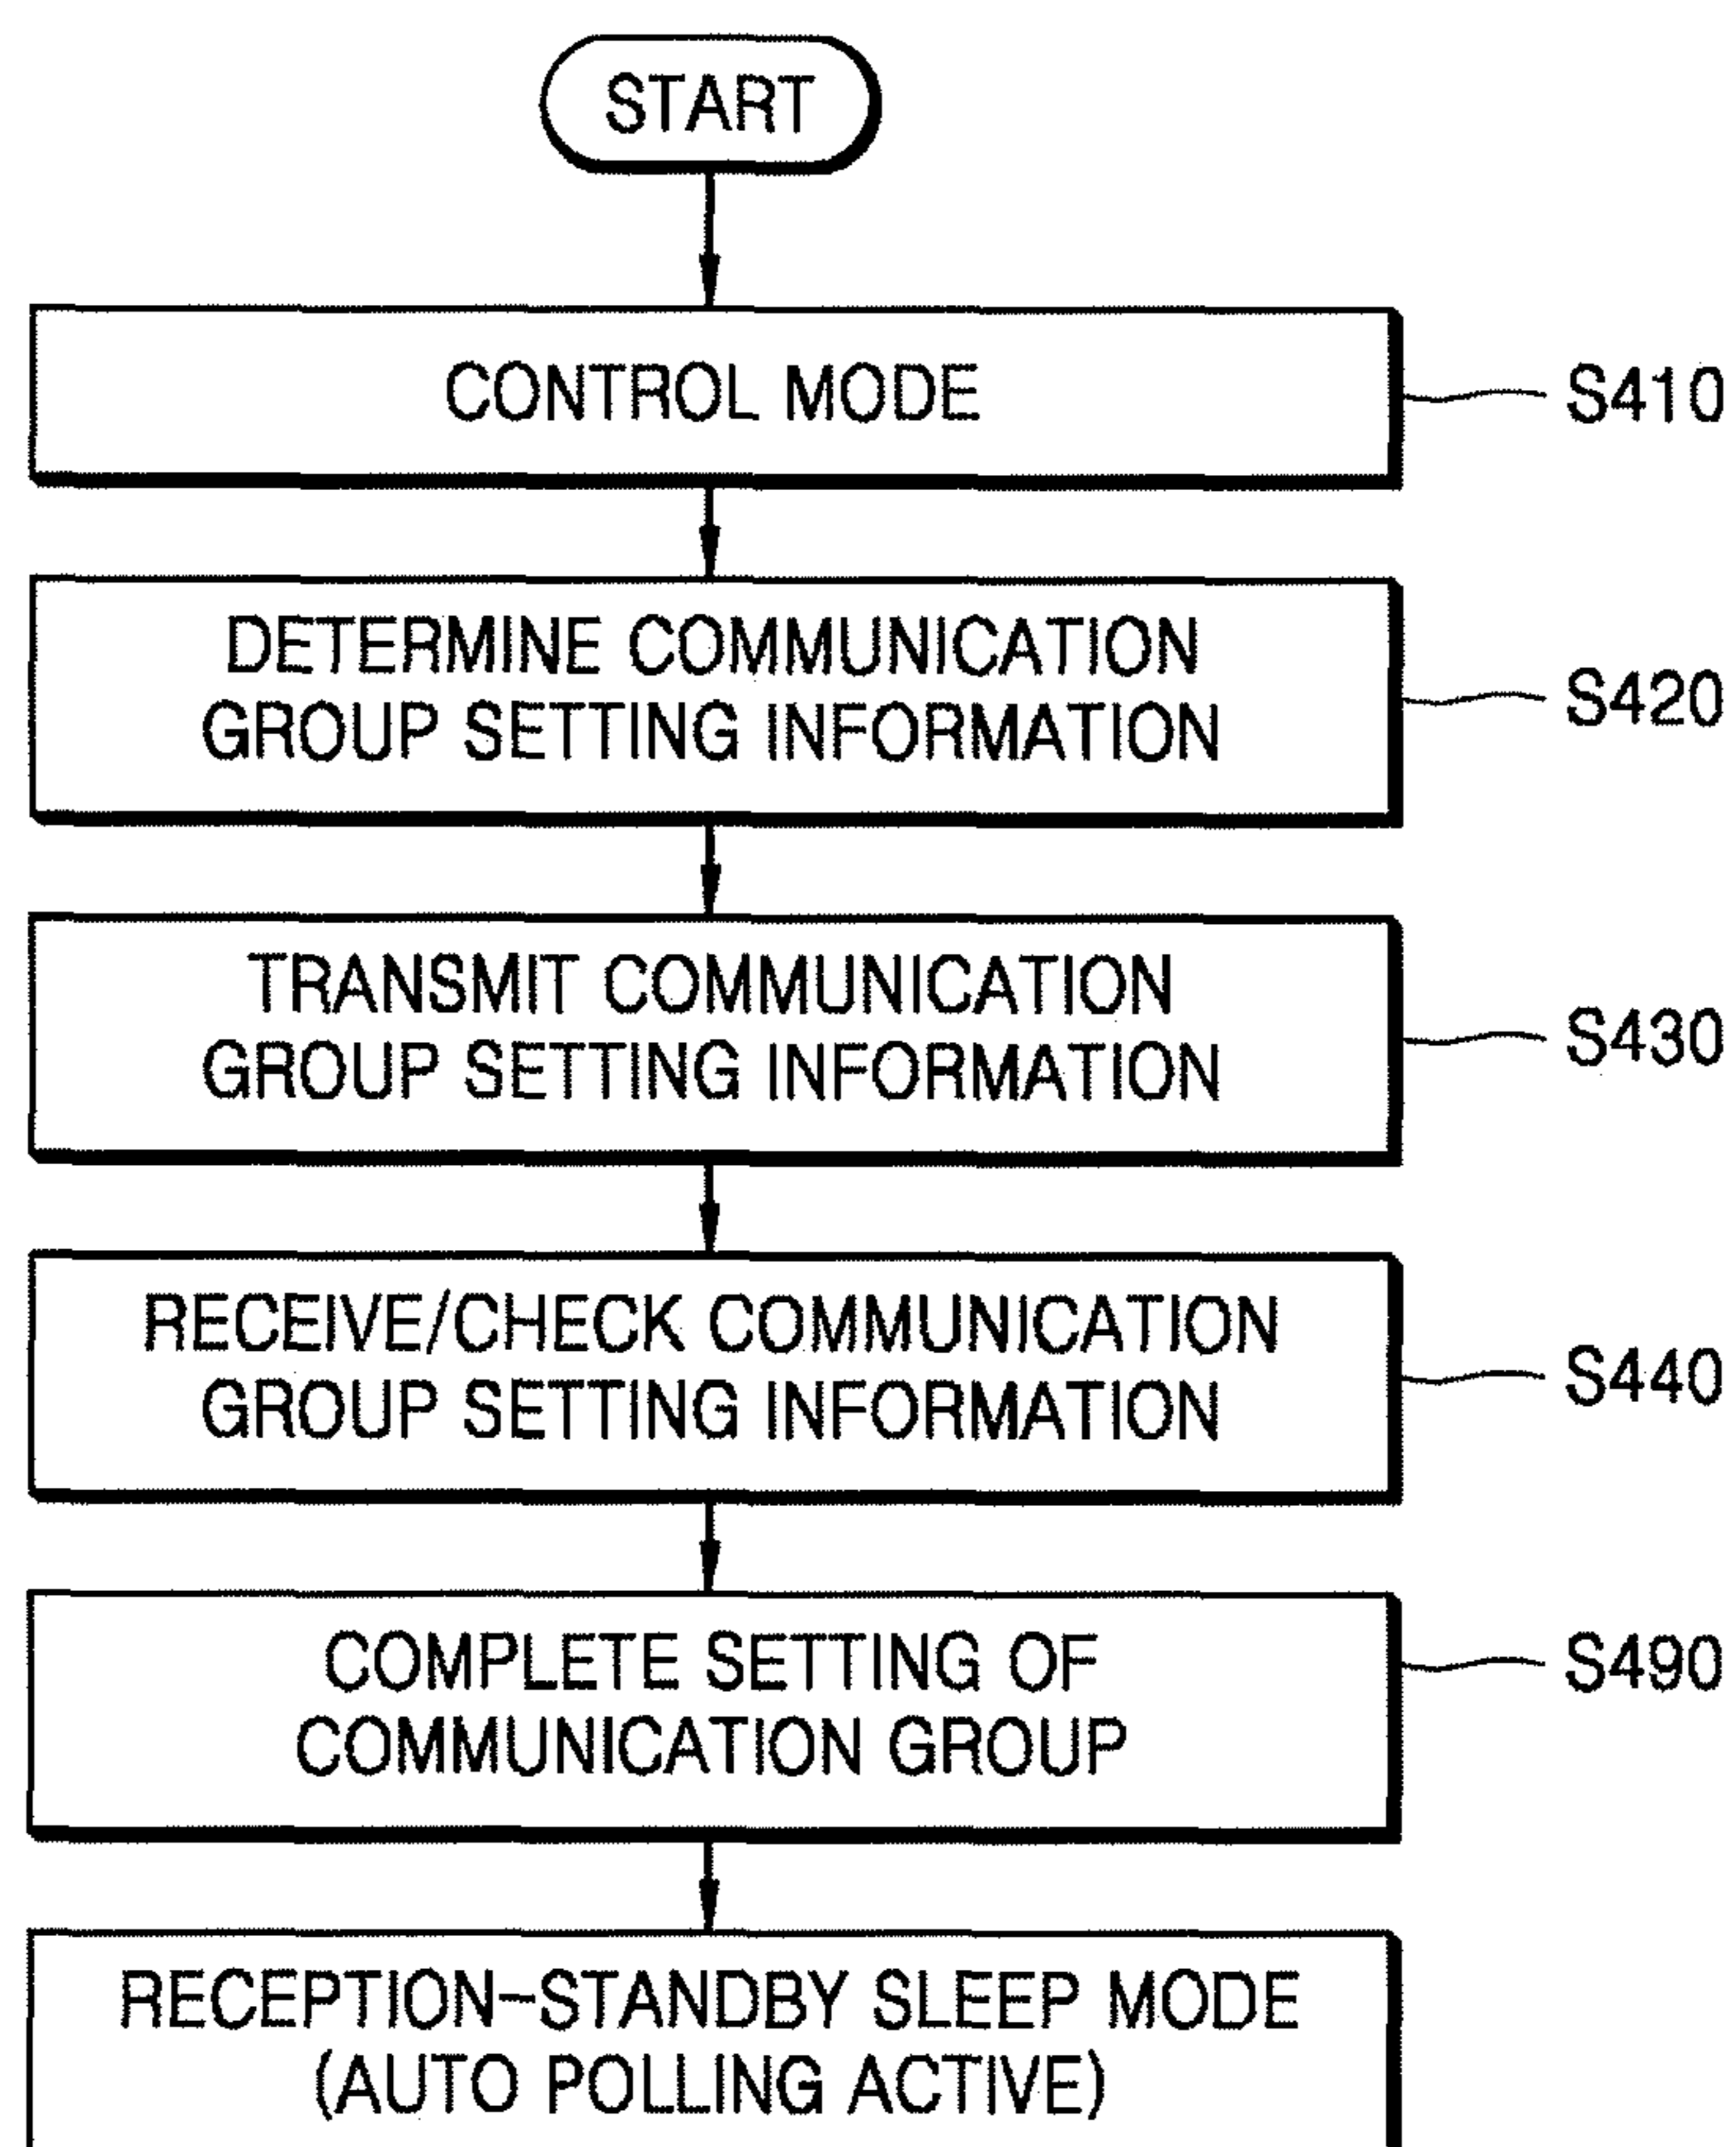 START
CONTROL MODE
S410
DETERMINE COMMUNICATION
GROUP SETTING INFORMATION
S420
TRANSMIT COMMUNICATION
GROUP SETTING INFORMATION
S430
RECEIVE/CHECK COMMUNICATION
GROUP SETTING INFORMATION
S440
COMPLETE SETTING OF
COMMUNICATION GROUP
S490
RECEPTION-STANDBY SLEEP MODE
(AUTO POLLING ACTIVE)